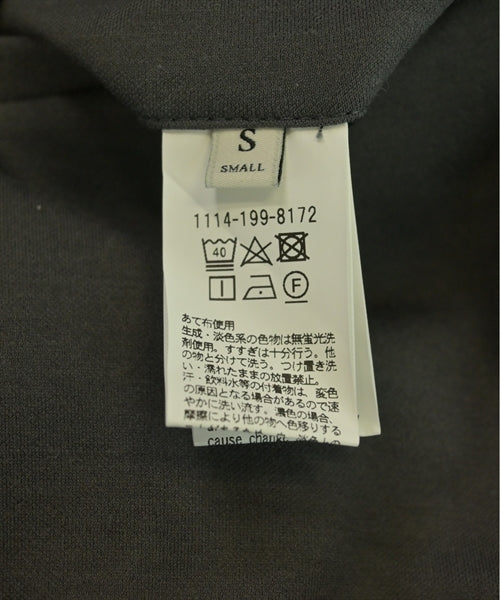 S
SMALL
1114-199-8172
40
F
あて布使用
生成・淡色系の色物は無蛍光洗
剤使用。すすぎは十分行う。他
の物と分けて洗う。つけ置き洗
い・濡れたままの放置禁止。
汗・飲料水等の付着物は、変色
の原因となる場合があるので速
やかに洗い流す。濃色の場合、
摩擦により他の物へ色移りする
cause change.